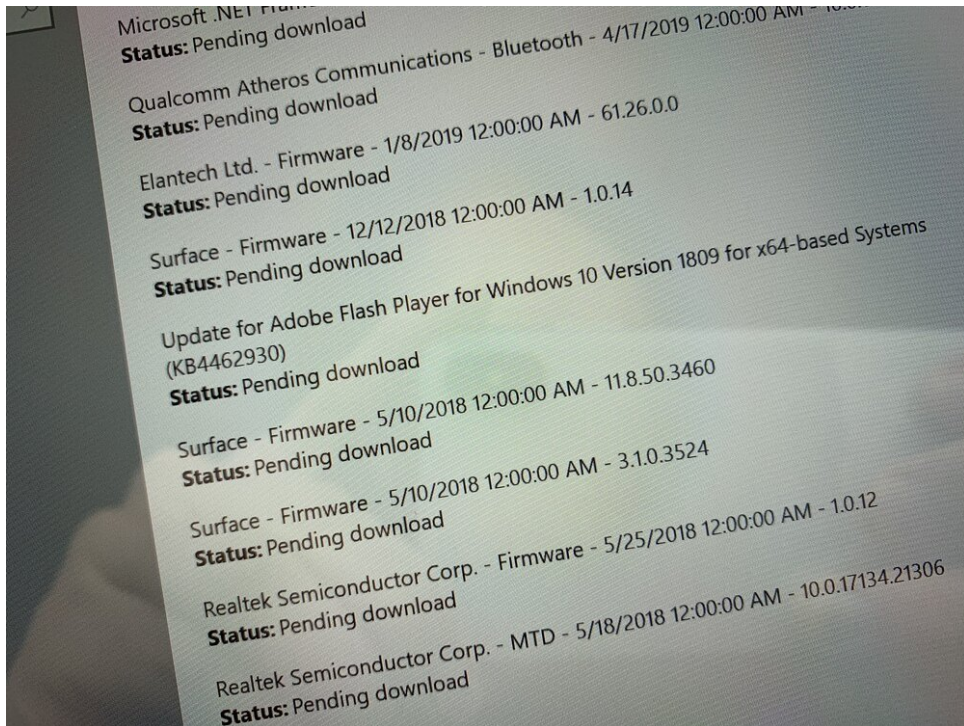 Microsoft .NET
Status: Pending download
Qualcomm Atheros Communications - Bluetooth - 4/17/2019 12:00:00 AM -
Status: Pending download
Elantech Ltd. - Firmware - 1/8/2019 12:00:00 AM - 61.26.0.0
Status: Pending download
Surface - Firmware - 12/12/2018 12:00:00 AM - 1.0.14
Status: Pending download
Update for Adobe Flash Player for Windows 10 Version 1809 for x64-based Systems
(KB4462930)
Status: Pending download
Surface - Firmware - 5/10/2018 12:00:00 AM - 11.8.50.3460
Status: Pending download
Surface - Firmware - 5/10/2018 12:00:00 AM - 3.1.0.3524
Status: Pending download
Realtek Semiconductor Corp. - Firmware - 5/25/2018 12:00:00 AM - 1.0.12
Status: Pending download
Realtek Semiconductor Corp. - MTD - 5/18/2018 12:00:00 AM - 10.0.17134.21306
Status: Pending download